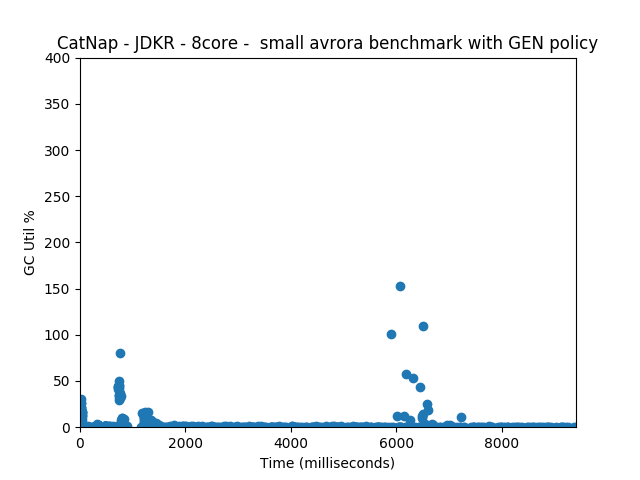 CatNap - JDKR - 8core -  small avrora benchmark with GEN policy
400
350
300
250
200
150
100
50
0
GC Util %
0 2000 4000 6000 8000
Time (milliseconds)